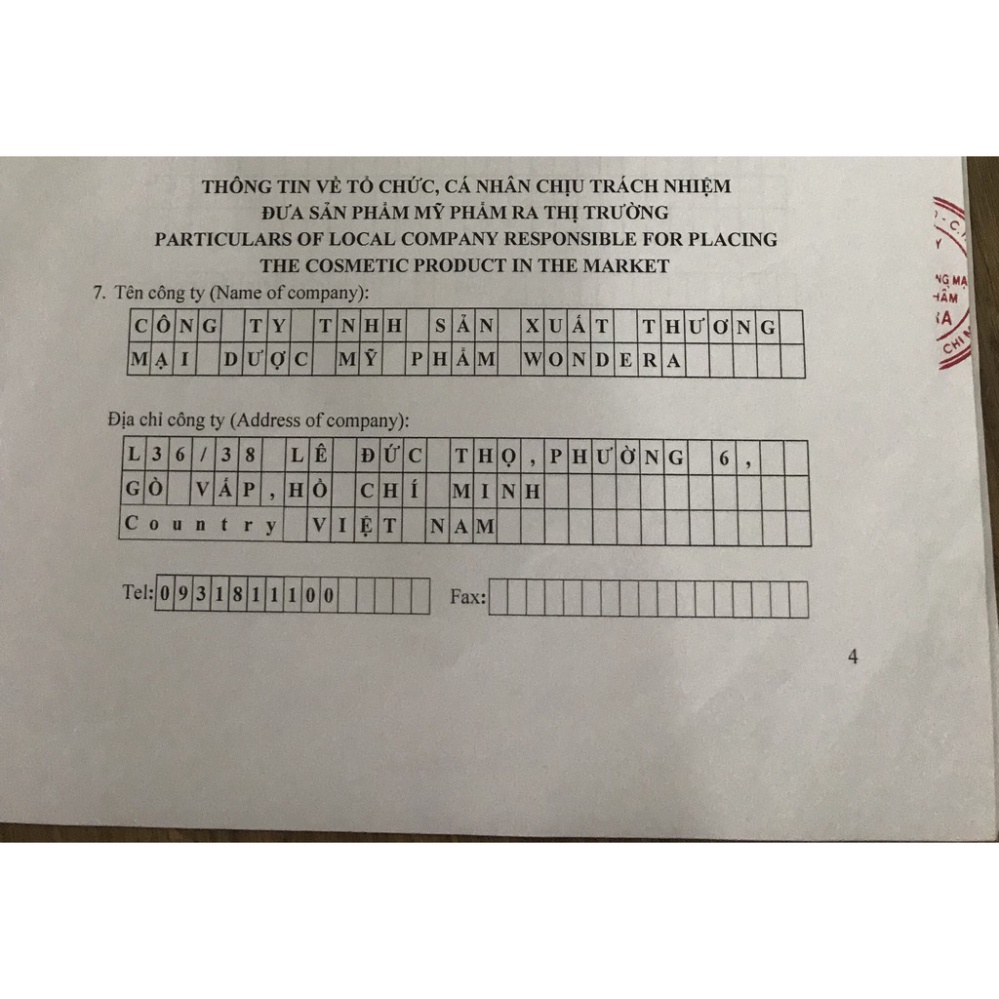 THÔNG TIN VỀ TỔ CHỨC, CÁ NHÂN CHỊU TRÁCH NHIỆM
ĐƯA SẢN PHẨM MỸ PHẨM RA THỊ TRƯỜNG
PARTICULARS OF LOCAL COMPANY RESPONSIBLE FOR PLACING
THE COSMETIC PRODUCT IN THE MARKET
7. Tên công ty (Name of company):
CÔNG TY TNHH SẢN XUẤT THƯƠNG
MẠI DƯỢC MỸ PHẨM WONDERA
Địa chỉ công ty (Address of company):
L36/38 LÊ ĐỨC THỌ, PHƯỜNG 6,
GÒ VẤP, HỒ CHÍ MINH
Country VIỆT NAM
Tel: 0931811100 Fax:
4